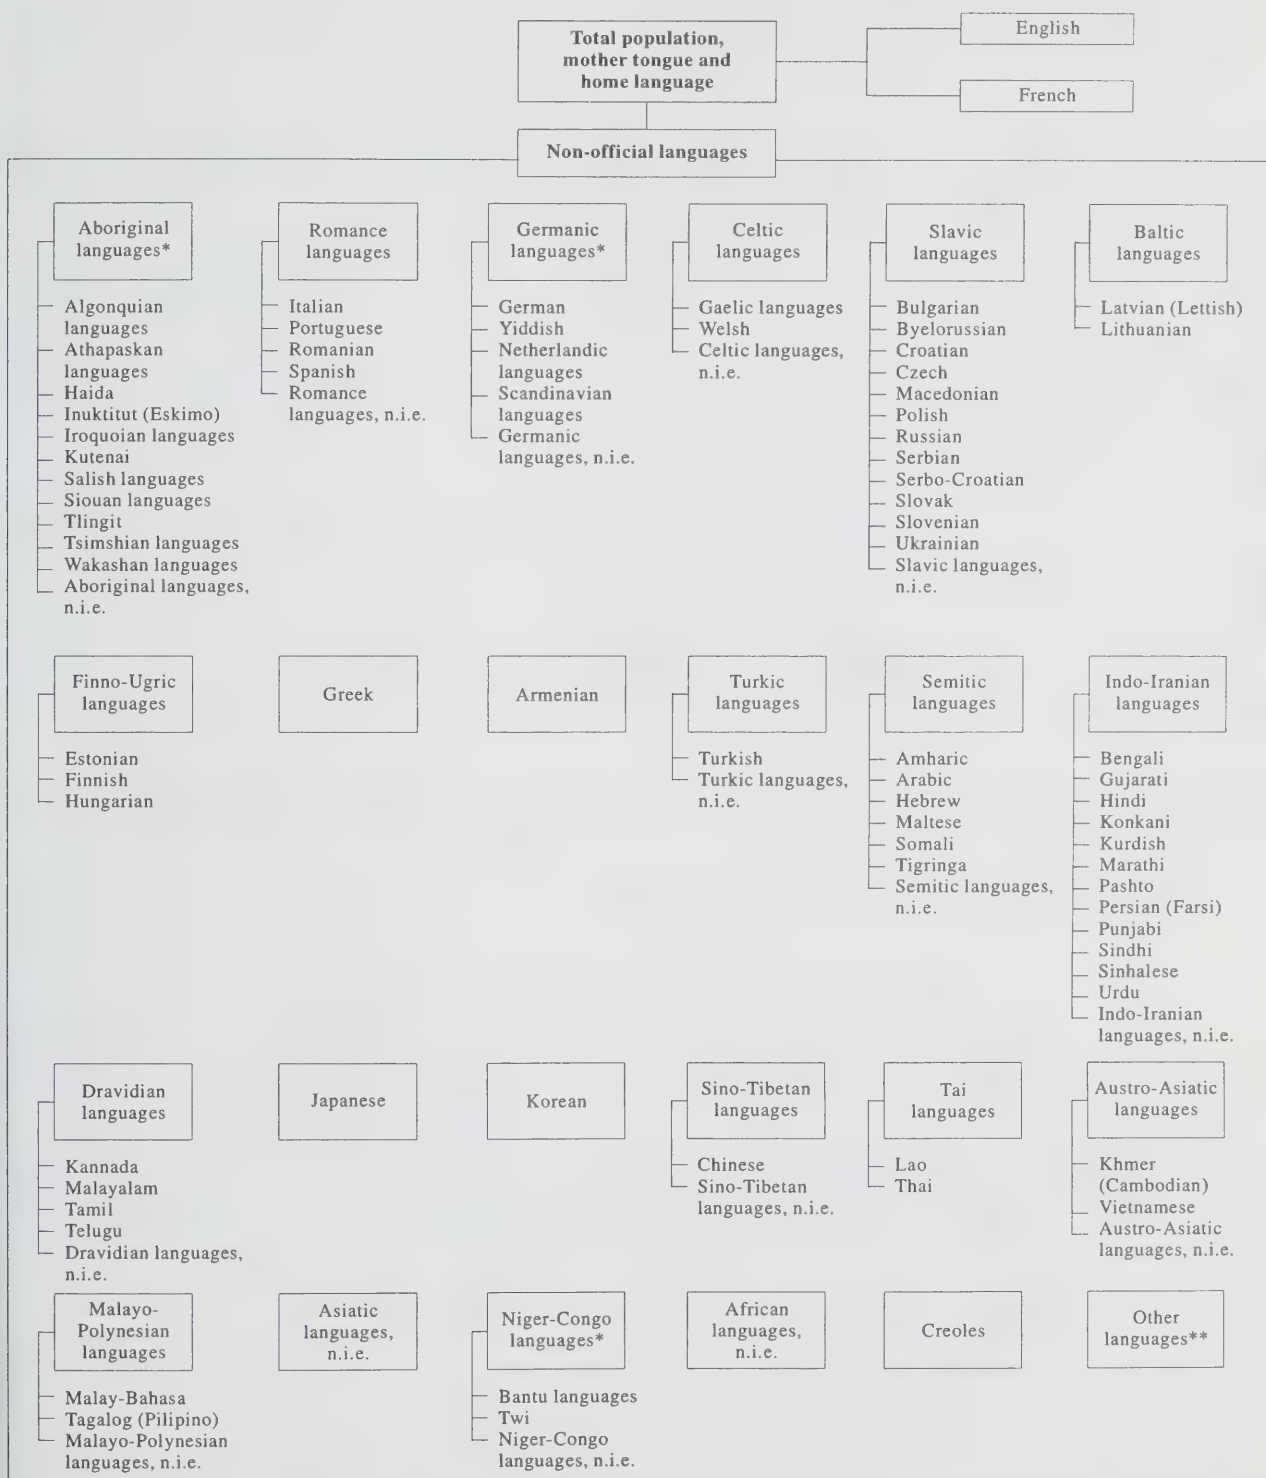 Total population,
mother tongue and
home language
English
French
Non-official languages
Aboriginal
languages*
Algonquian
languages
Athapaskan
languages
Haida
Inuktitut (Eskimo)
Iroquoian languages
Kutenai
Salish languages
Siouan languages
Tlingit
Tsimshian languages
Wakashan languages
Aboriginal languages,
n.i.e.
Romance
languages
Italian
Portuguese
Romanian
Spanish
Romance
languages, n.i.e.
Germanic
languages*
German
Yiddish
Netherlandic
languages
Scandinavian
languages
Germanic
languages, n.i.e.
Celtic
languages
Gaelic languages
Welsh
Celtic languages,
n.i.e.
Slavic
languages
Bulgarian
Byelorussian
Croatian
Czech
Macedonian
Polish
Russian
Serbian
Serbo-Croatian
Slovak
Slovenian
Ukrainian
Slavic languages,
n.i.e.
Baltic
languages
Latvian (Lettish)
Lithuanian
Finno-Ugric
languages
Estonian
Finnish
Hungarian
Greek
Armenian
Turkic
languages
Turkish
Turkic languages,
n.i.e.
Semitic
languages
Amharic
Arabic
Hebrew
Maltese
Somali
Tigringa
Semitic languages,
n.i.e.
Indo-Iranian
languages
Bengali
Gujarati
Hindi
Konkani
Kurdish
Marathi
Pashto
Persian (Farsi)
Punjabi
Sindhi
Sinhalese
Urdu
Indo-Iranian
languages, n.i.e.
Dravidian
languages
Kannada
Malayalam
Tamil
Telugu
Dravidian languages,
n.i.e.
Japanese
Korean
Sino-Tibetan
languages
Chinese
Sino-Tibetan
languages, n.i.e.
Tai
languages
Lao
Thai
Austro-Asiatic
languages
Khmer
(Cambodian)
Vietnamese
Austro-Asiatic
languages, n.i.e.
Malayo-
Polynesian
languages
Malay-Bahasa
Tagalog (Pilipino)
Malayo-Polynesian
languages, n.i.e.
Asiatic
languages,
n.i.e.
Niger-Congo
languages*
Bantu languages
Twi
Niger-Congo
languages, n.i.e.
African
languages,
n.i.e.
Creoles
Other
languages**